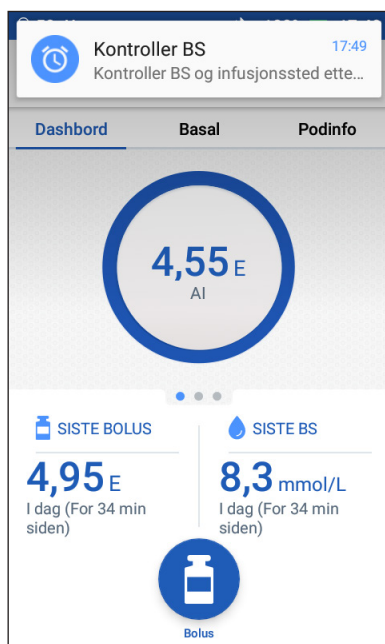 Kontroller BS 17:49
Kontroller BS og infusjonssted ette...
Dashbord Basal Podinfo
4,55 E
AI
SISTE BOLUS
4,95 E
I dag (For 34 min
siden)
SISTE BS
8,3 mmol/L
I dag (For 34 min
siden)
Bolus